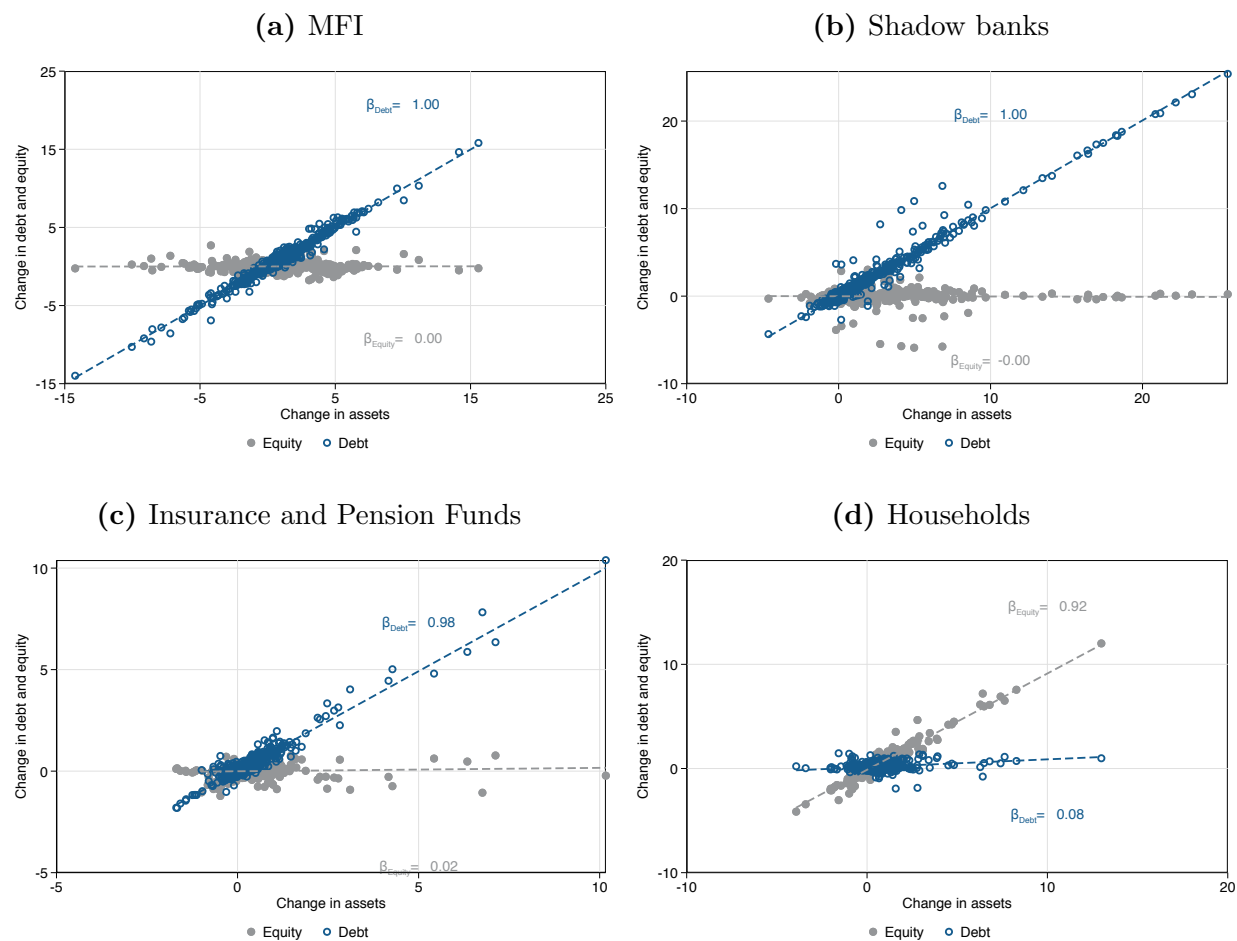 (a) MFI
25
15
5
-5
-15
-15
-5
5
15
25
Change in debt and equity
Change in assets
βDebt= 1.00
βEquity= 0.00
Equity
Debt
(b) Shadow banks
20
10
0
-10
-10
0
10
20
Change in debt and equity
Change in assets
βDebt= 1.00
βEquity= -0.00
Equity
Debt
(c) Insurance and Pension Funds
10
5
0
-5
-5
0
5
10
Change in debt and equity
Change in assets
βDebt= 0.98
βEquity= 0.02
Equity
Debt
(d) Households
20
10
0
-10
-10
0
10
20
Change in debt and equity
Change in assets
βEquity= 0.92
βDebt= 0.08
Equity
Debt